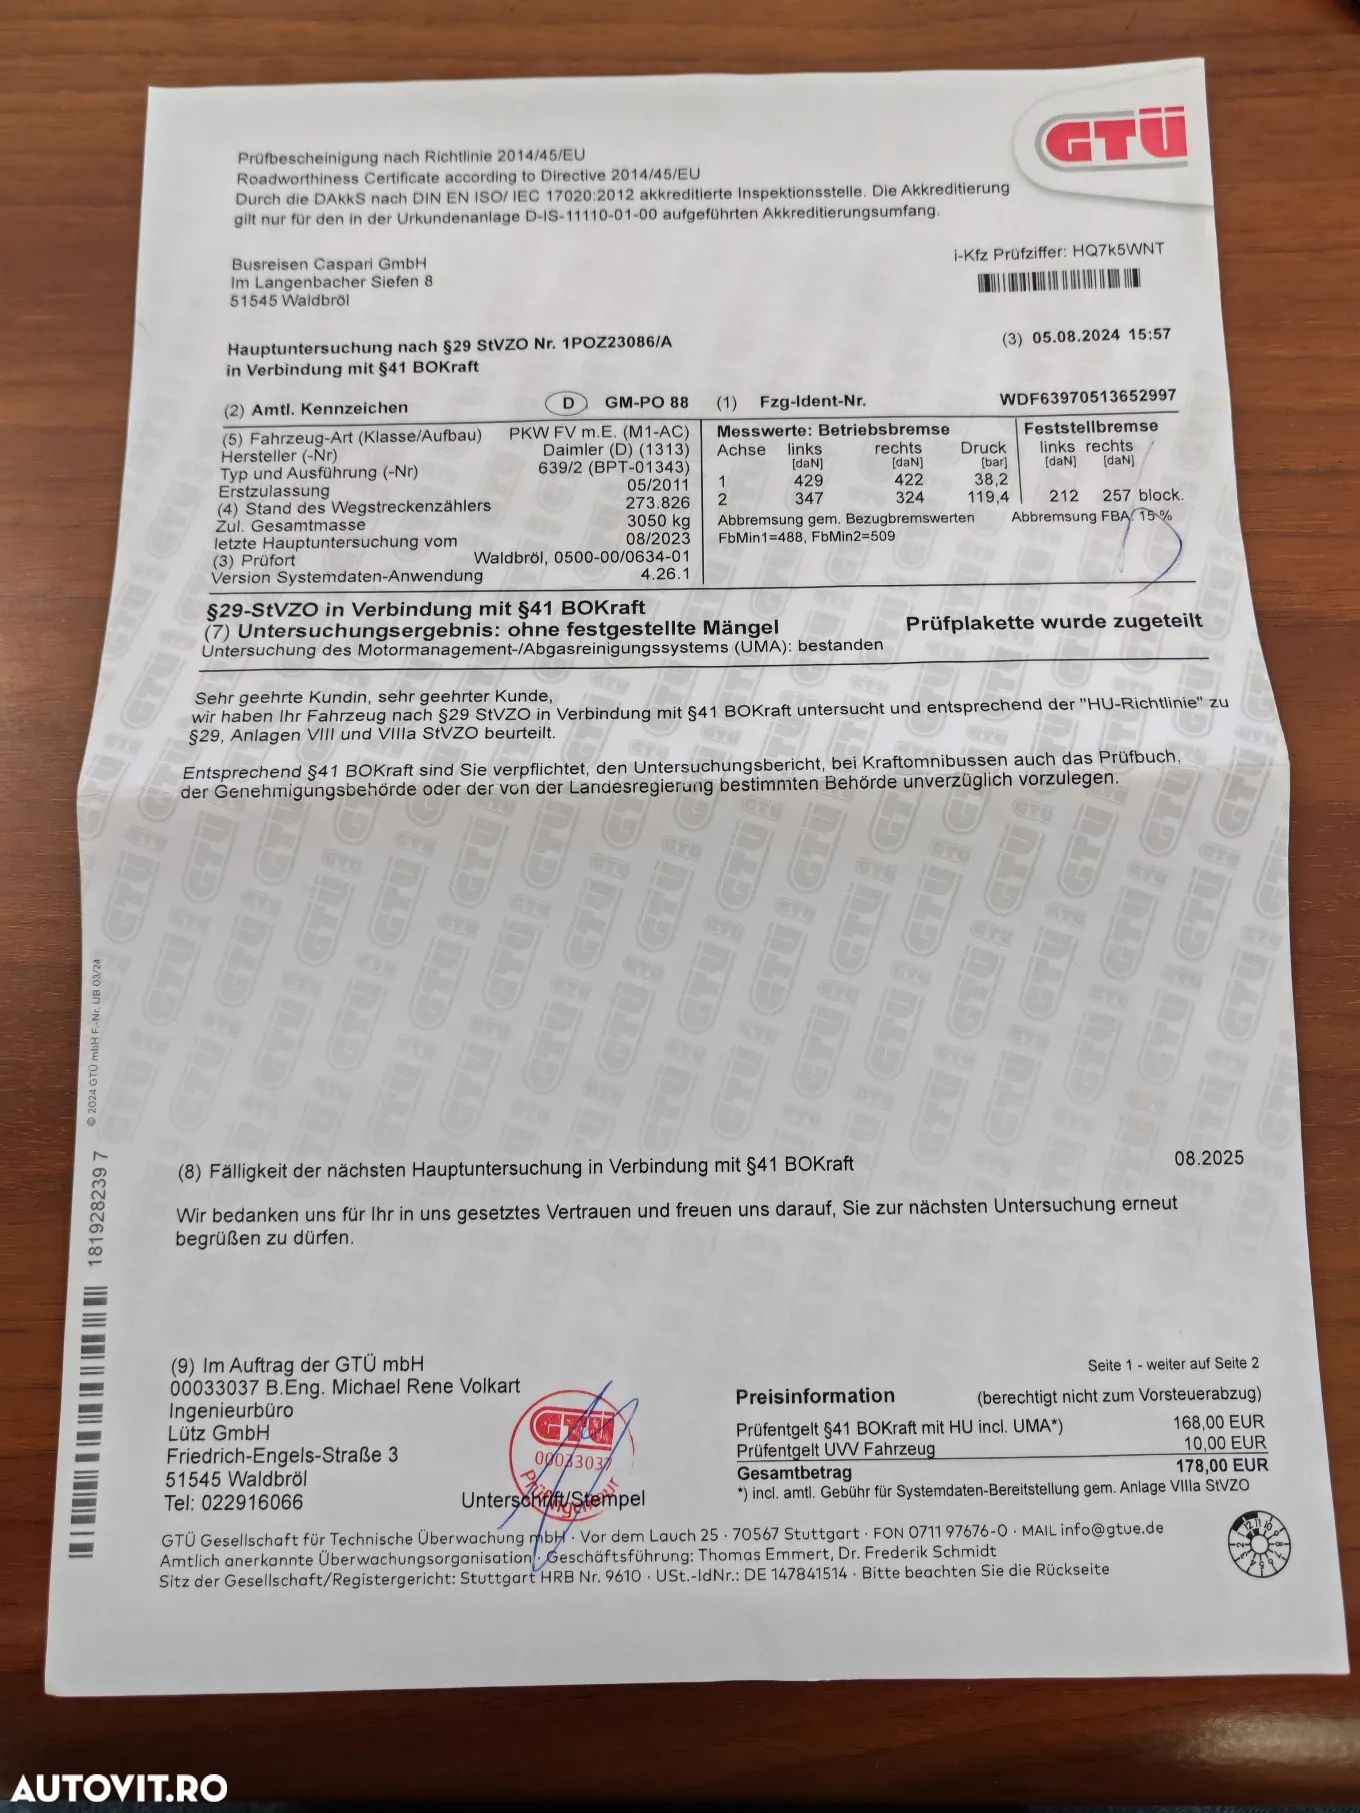 GTÜ
Prüfbescheinigung nach Richtlinie 2014/45/EU
Roadworthiness Certificate according to Directive 2014/45/EU
Durch die DAkkS nach DIN EN ISO/ IEC 17020:2012 akkreditierte Inspektionsstelle. Die Akkreditierung
gilt nur für den in der Urkundenanlage D-IS-11110-01-00 aufgeführten Akkreditierungsumfang.
i-Kfz Prüfziffer: HQ7k5WNT
Busreisen Caspari GmbH
Im Langenbacher Siefen 8
51545 Waldbröl
Hauptuntersuchung nach §29 StVZO Nr. 1POZ23086/A (3) 05.08.2024 15:57
in Verbindung mit §41 BOKraft
(2) Amtl. Kennzeichen D GM-PO 88 (1) Fzg-Ident-Nr. WDF63970513652997
(5) Fahrzeug-Art (Klasse/Aufbau) PKW FV m.E. (M1-AC)
Hersteller (-Nr) Daimler (D) (1313)
Typ und Ausführung (-Nr) 639/2 (BPT-01343)
Erstzulassung 05/2011
(4) Stand des Wegstreckenzählers 273.826
Zul. Gesamtmasse 3050 kg
letzte Hauptuntersuchung vom 08/2023
(3) Prüfort Waldbröl, 0500-00/0634-01
Version Systemdaten-Anwendung 4.26.1
Messwerte: Betriebsbremse Feststellbremse
Achse links rechts Druck links rechts
[daN] [daN] [bar] [daN] [daN]
1 429 422 38,2
2 347 324 119,4 212 257 block.
Abbremsung gem. Bezugbremswerten Abbremsung FBA: 15 %
FbMin1=488, FbMin2=509
§29-StVZO in Verbindung mit §41 BOKraft
(7) Untersuchungsergebnis: ohne festgestellte Mängel Prüfplakette wurde zugeteilt
Untersuchung des Motormanagement-/Abgasreinigungssystems (UMA): bestanden
Sehr geehrte Kundin, sehr geehrter Kunde,
wir haben Ihr Fahrzeug nach §29 StVZO in Verbindung mit §41 BOKraft untersucht und entsprechend der "HU-Richtlinie" zu
§29, Anlagen VIII und VIIIa StVZO beurteilt.
Entsprechend §41 BOKraft sind Sie verpflichtet, den Untersuchungsbericht, bei Kraftomnibussen auch das Prüfbuch,
der Genehmigungsbehörde oder der von der Landesregierung bestimmten Behörde unverzüglich vorzulegen.
© 2024 GTÜ mbH F.-Nr. UB 03/24
181928239 7
(8) Fälligkeit der nächsten Hauptuntersuchung in Verbindung mit §41 BOKraft 08.2025
Wir bedanken uns für Ihr in uns gesetztes Vertrauen und freuen uns darauf, Sie zur nächsten Untersuchung erneut
begrüßen zu dürfen.
(9) Im Auftrag der GTÜ mbH
00033037 B.Eng. Michael Rene Volkart
Ingenieurbüro
Lütz GmbH
Friedrich-Engels-Straße 3
51545 Waldbröl
Tel: 022916066
GTÜ
00033037
Prüfingenieur
Unterschrift/Stempel
Seite 1 - weiter auf Seite 2
Preisinformation (berechtigt nicht zum Vorsteuerabzug)
Prüfentgelt §41 BOKraft mit HU incl. UMA*) 168,00 EUR
Prüfentgelt UVV Fahrzeug 10,00 EUR
Gesamtbetrag 178,00 EUR
*) incl. amtl. Gebühr für Systemdaten-Bereitstellung gem. Anlage VIIIa StVZO
GTÜ Gesellschaft für Technische Überwachung mbH · Vor dem Lauch 25 · 70567 Stuttgart · FON 0711 97676-0 · MAIL info@gtue.de
Amtlich anerkannte Überwachungsorganisation · Geschäftsführung: Thomas Emmert, Dr. Frederik Schmidt
Sitz der Gesellschaft/Registergericht: Stuttgart HRB Nr. 9610 · USt.-IdNr.: DE 147841514 · Bitte beachten Sie die Rückseite
AUTOVIT.RO